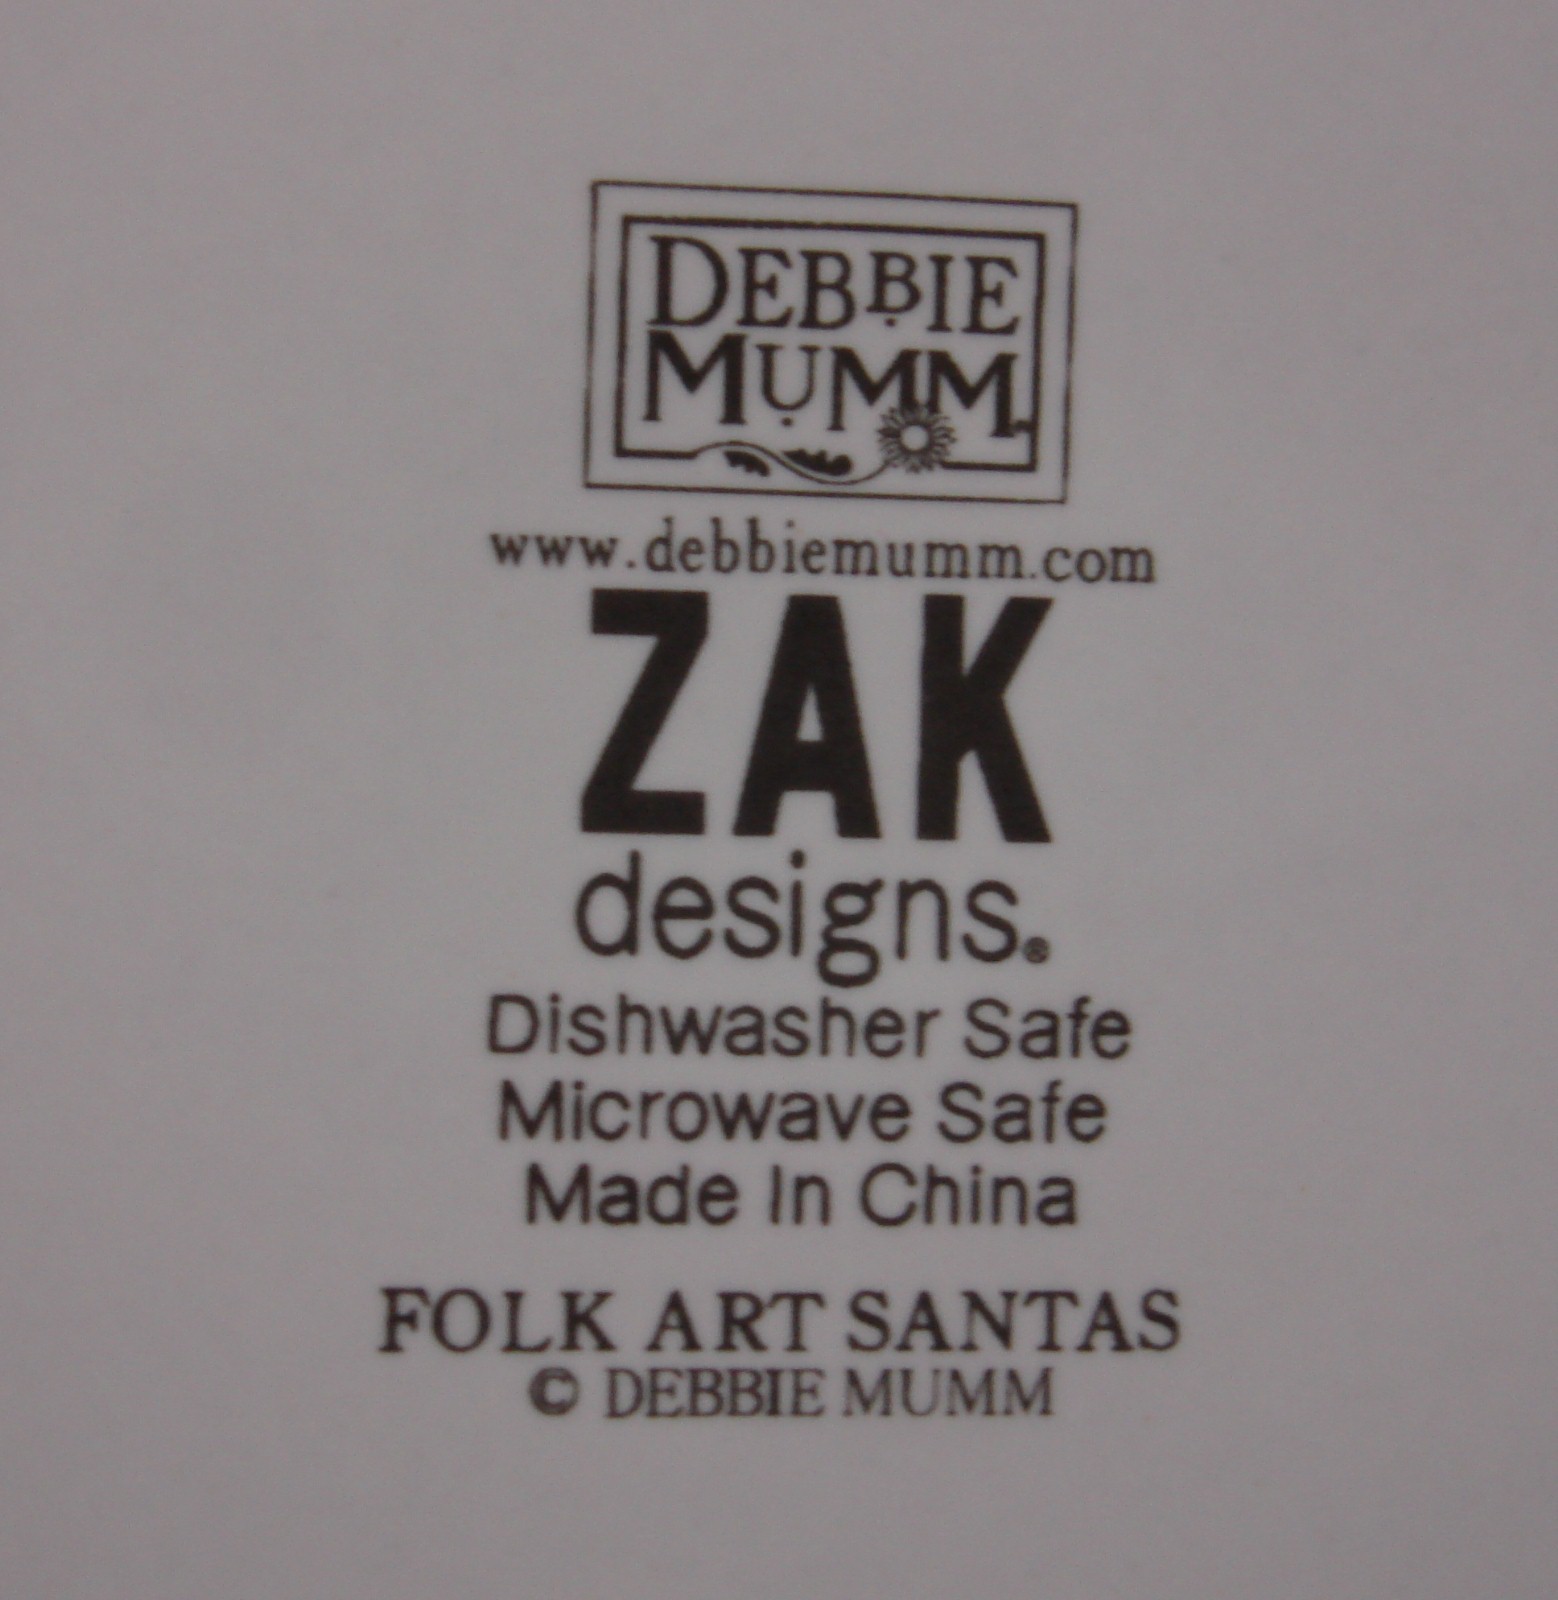 DEBBIE
MUMM
www.debbiemumm.com
ZAK
designs®
Dishwasher Safe
Microwave Safe
Made In China
FOLK ART SANTAS
© DEBBIE MUMM